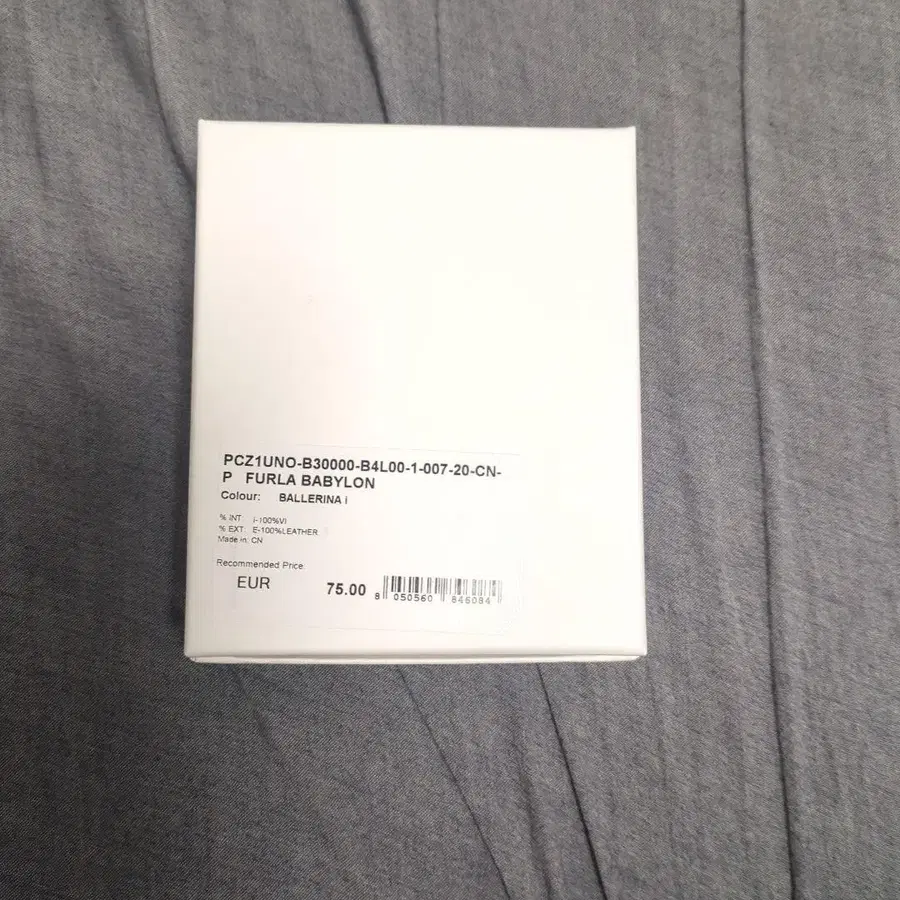 PCZ1UNO-B30000-B4L00-1-007-20-CN-
P FURLA BABYLON
Colour: BALLERINA i
% INT: I-100%VI
% EXT: E-100%LEATHER
Made in: CN
Recommended Price:
EUR 75.00
8 050560 846084